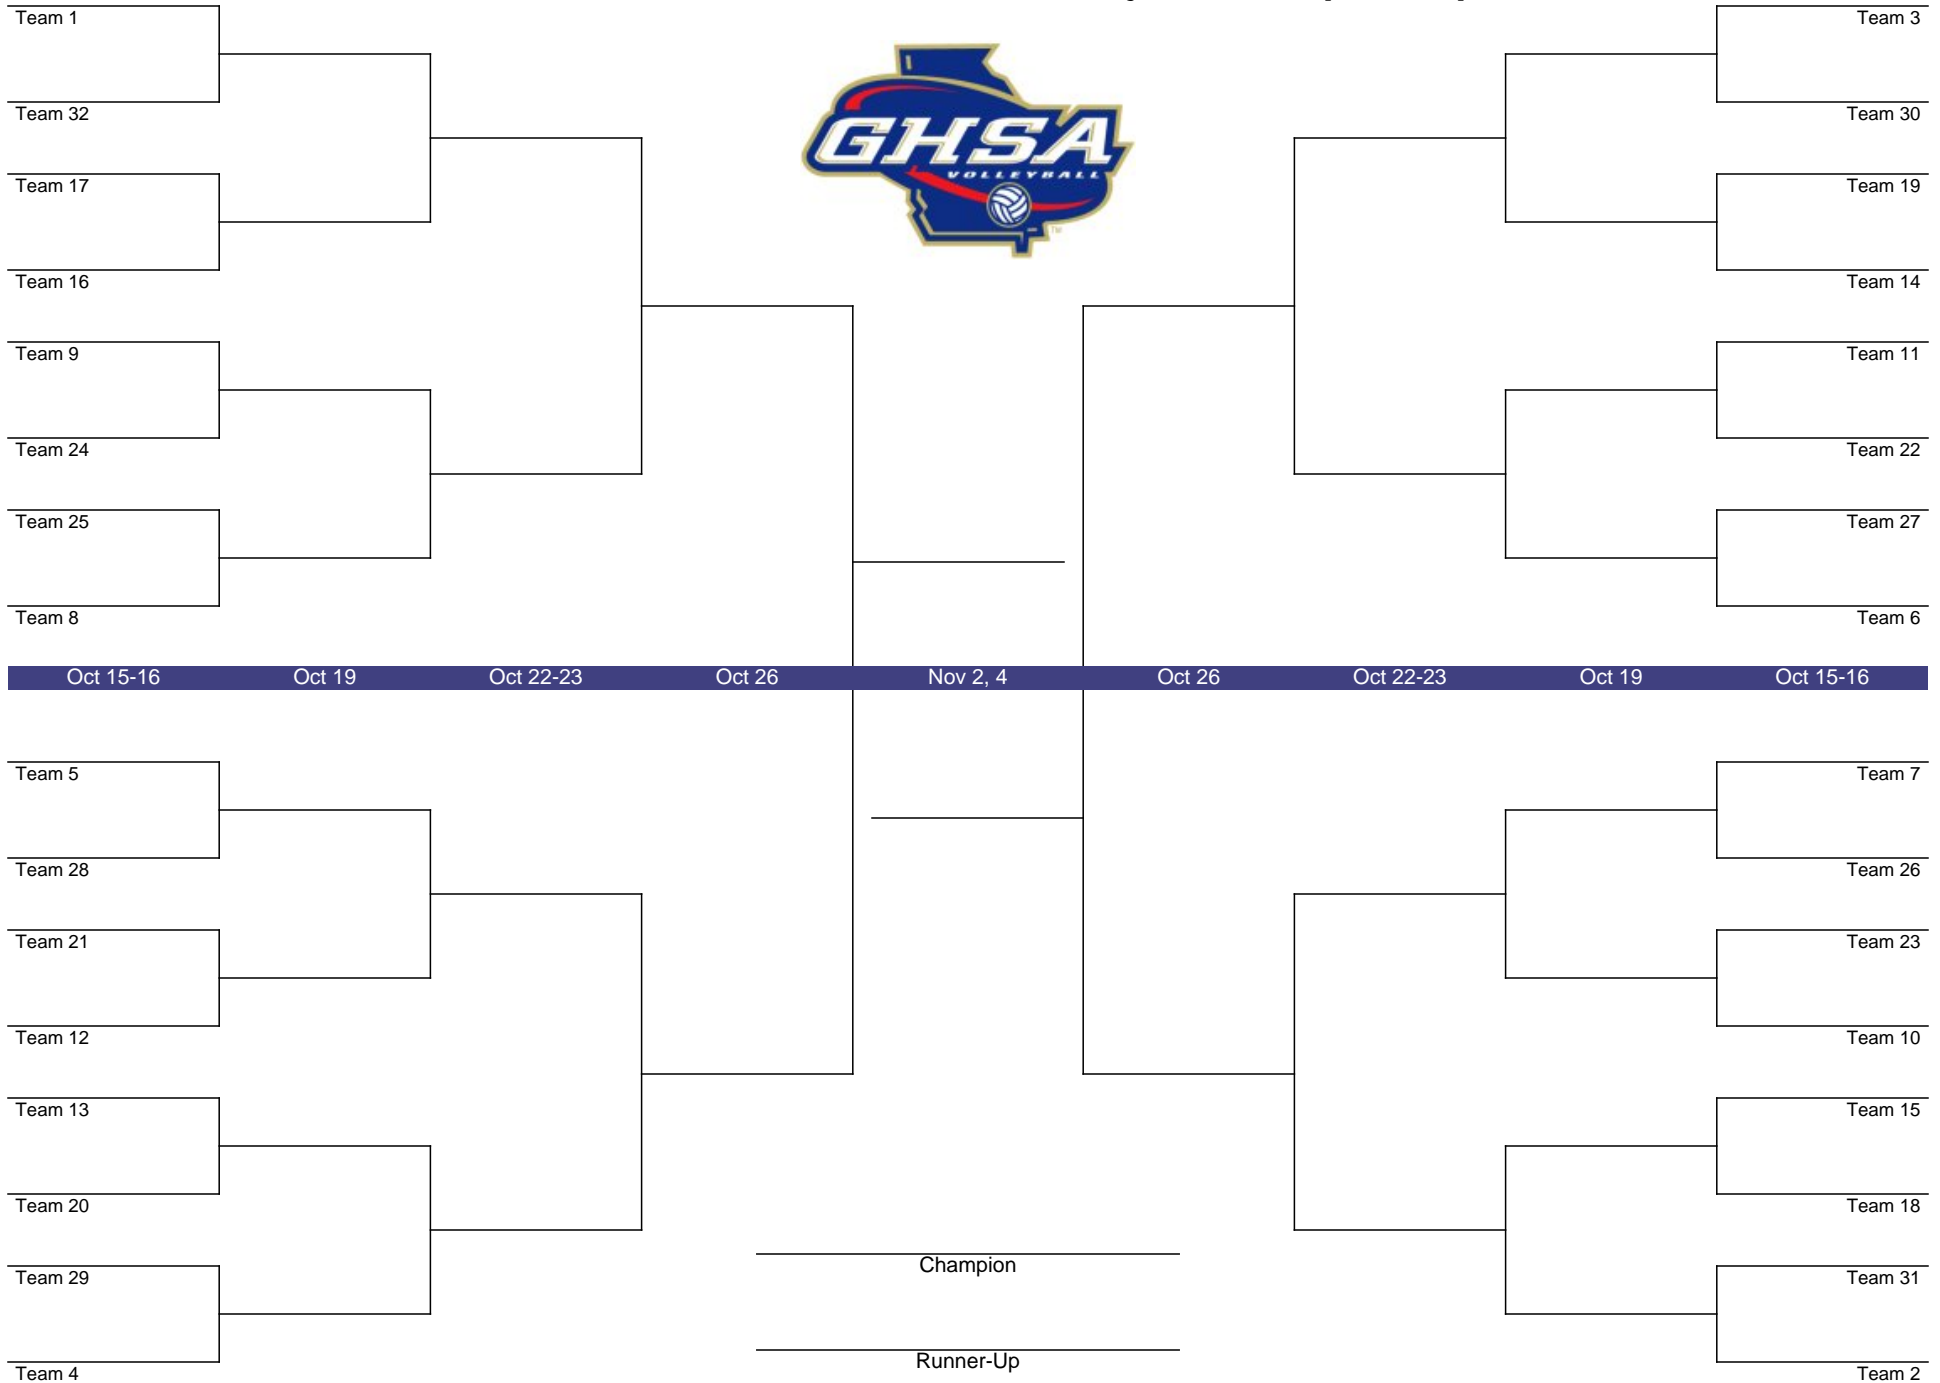 Team 1
Team 32
Team 17
Team 16
Team 9
Team 24
Team 25
Team 8
GHSA
VOLLEYBALL
TM
Team 3
Team 30
Team 19
Team 14
Team 11
Team 22
Team 27
Team 6
Oct 15-16 Oct 19 Oct 22-23 Oct 26 Nov 2, 4 Oct 26 Oct 22-23 Oct 19 Oct 15-16
Team 5
Team 28
Team 21
Team 12
Team 13
Team 20
Team 29
Team 4
Champion
Runner-Up
Team 7
Team 26
Team 23
Team 10
Team 15
Team 18
Team 31
Team 2